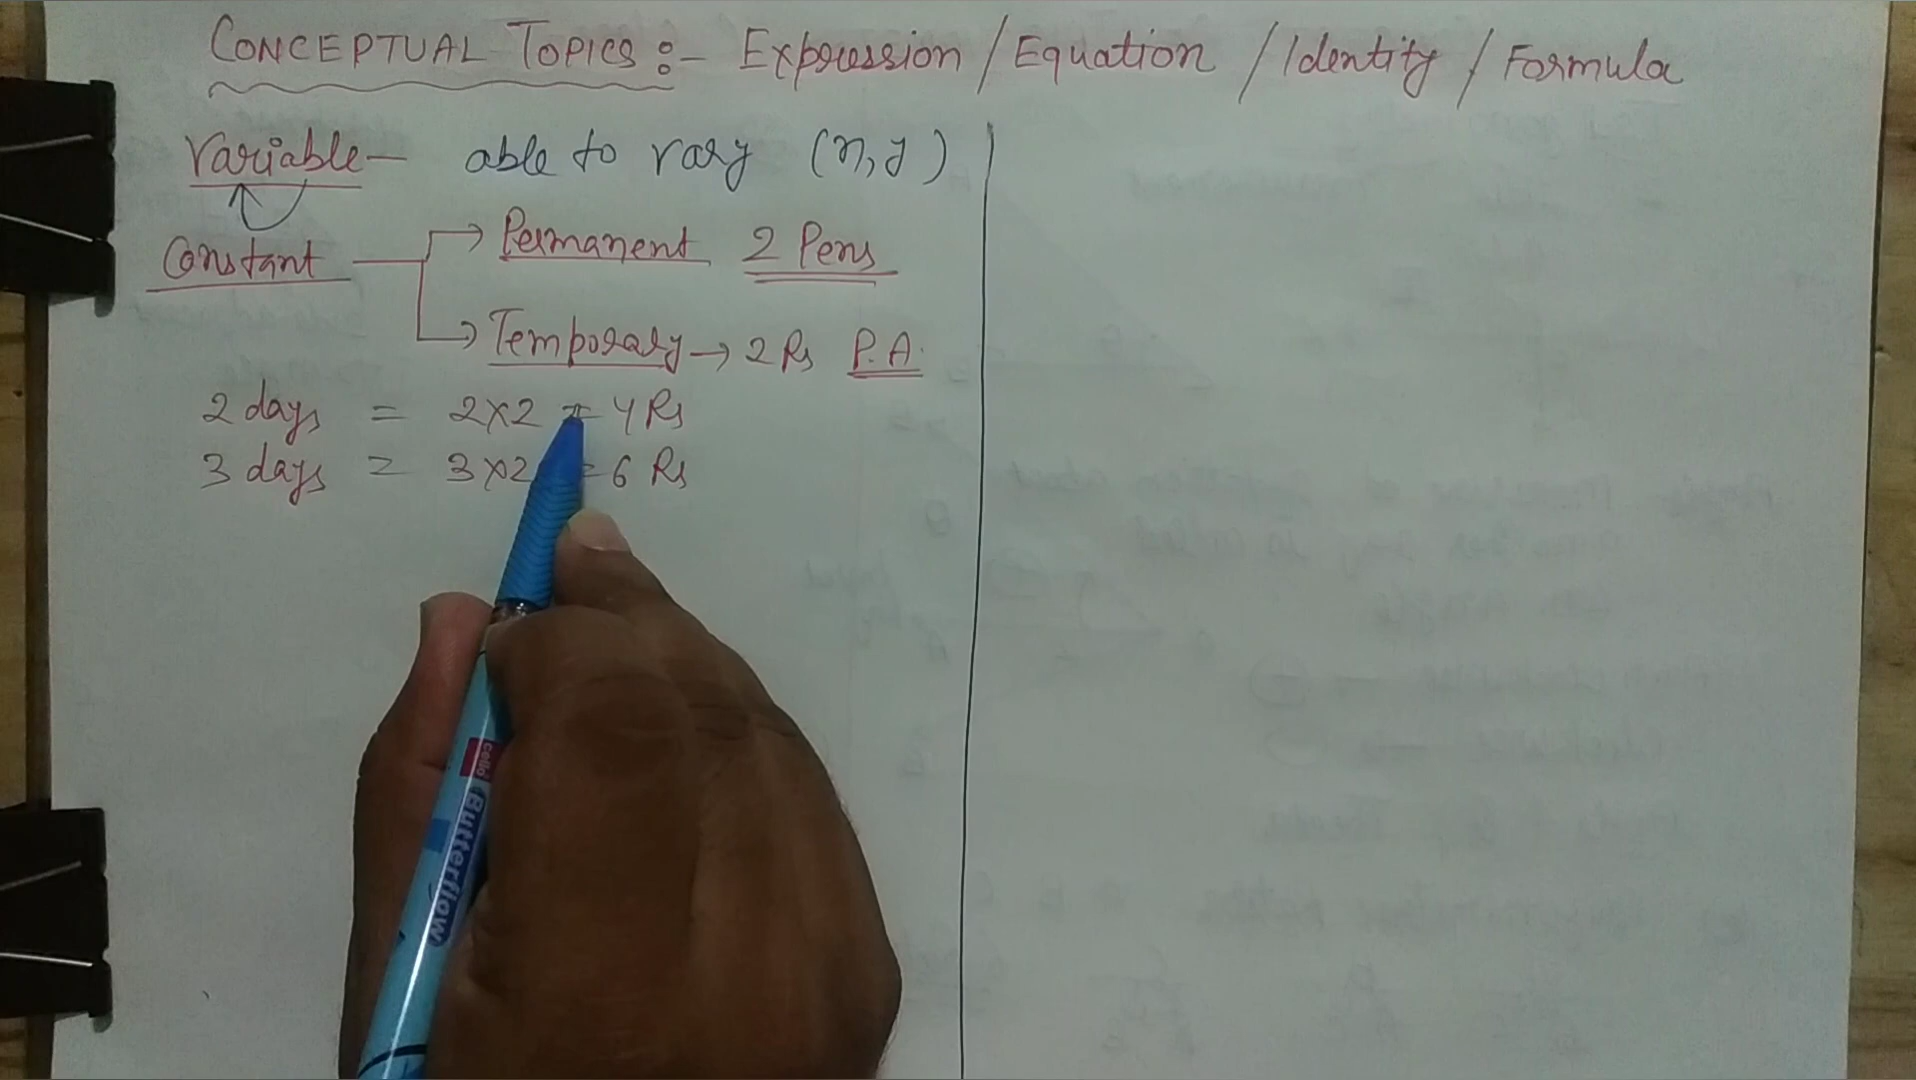 CONCEPTUAL TOPICS :- Expression / Equation / Identity / Formula
Variable — able to vary (x, y)
Constant → Permanent 2 Pens
→ Temporary → 2 Rs P.A.
2 days = 2×2 = 4 Rs
3 days = 3×2 = 6 Rs
cello Butterflow